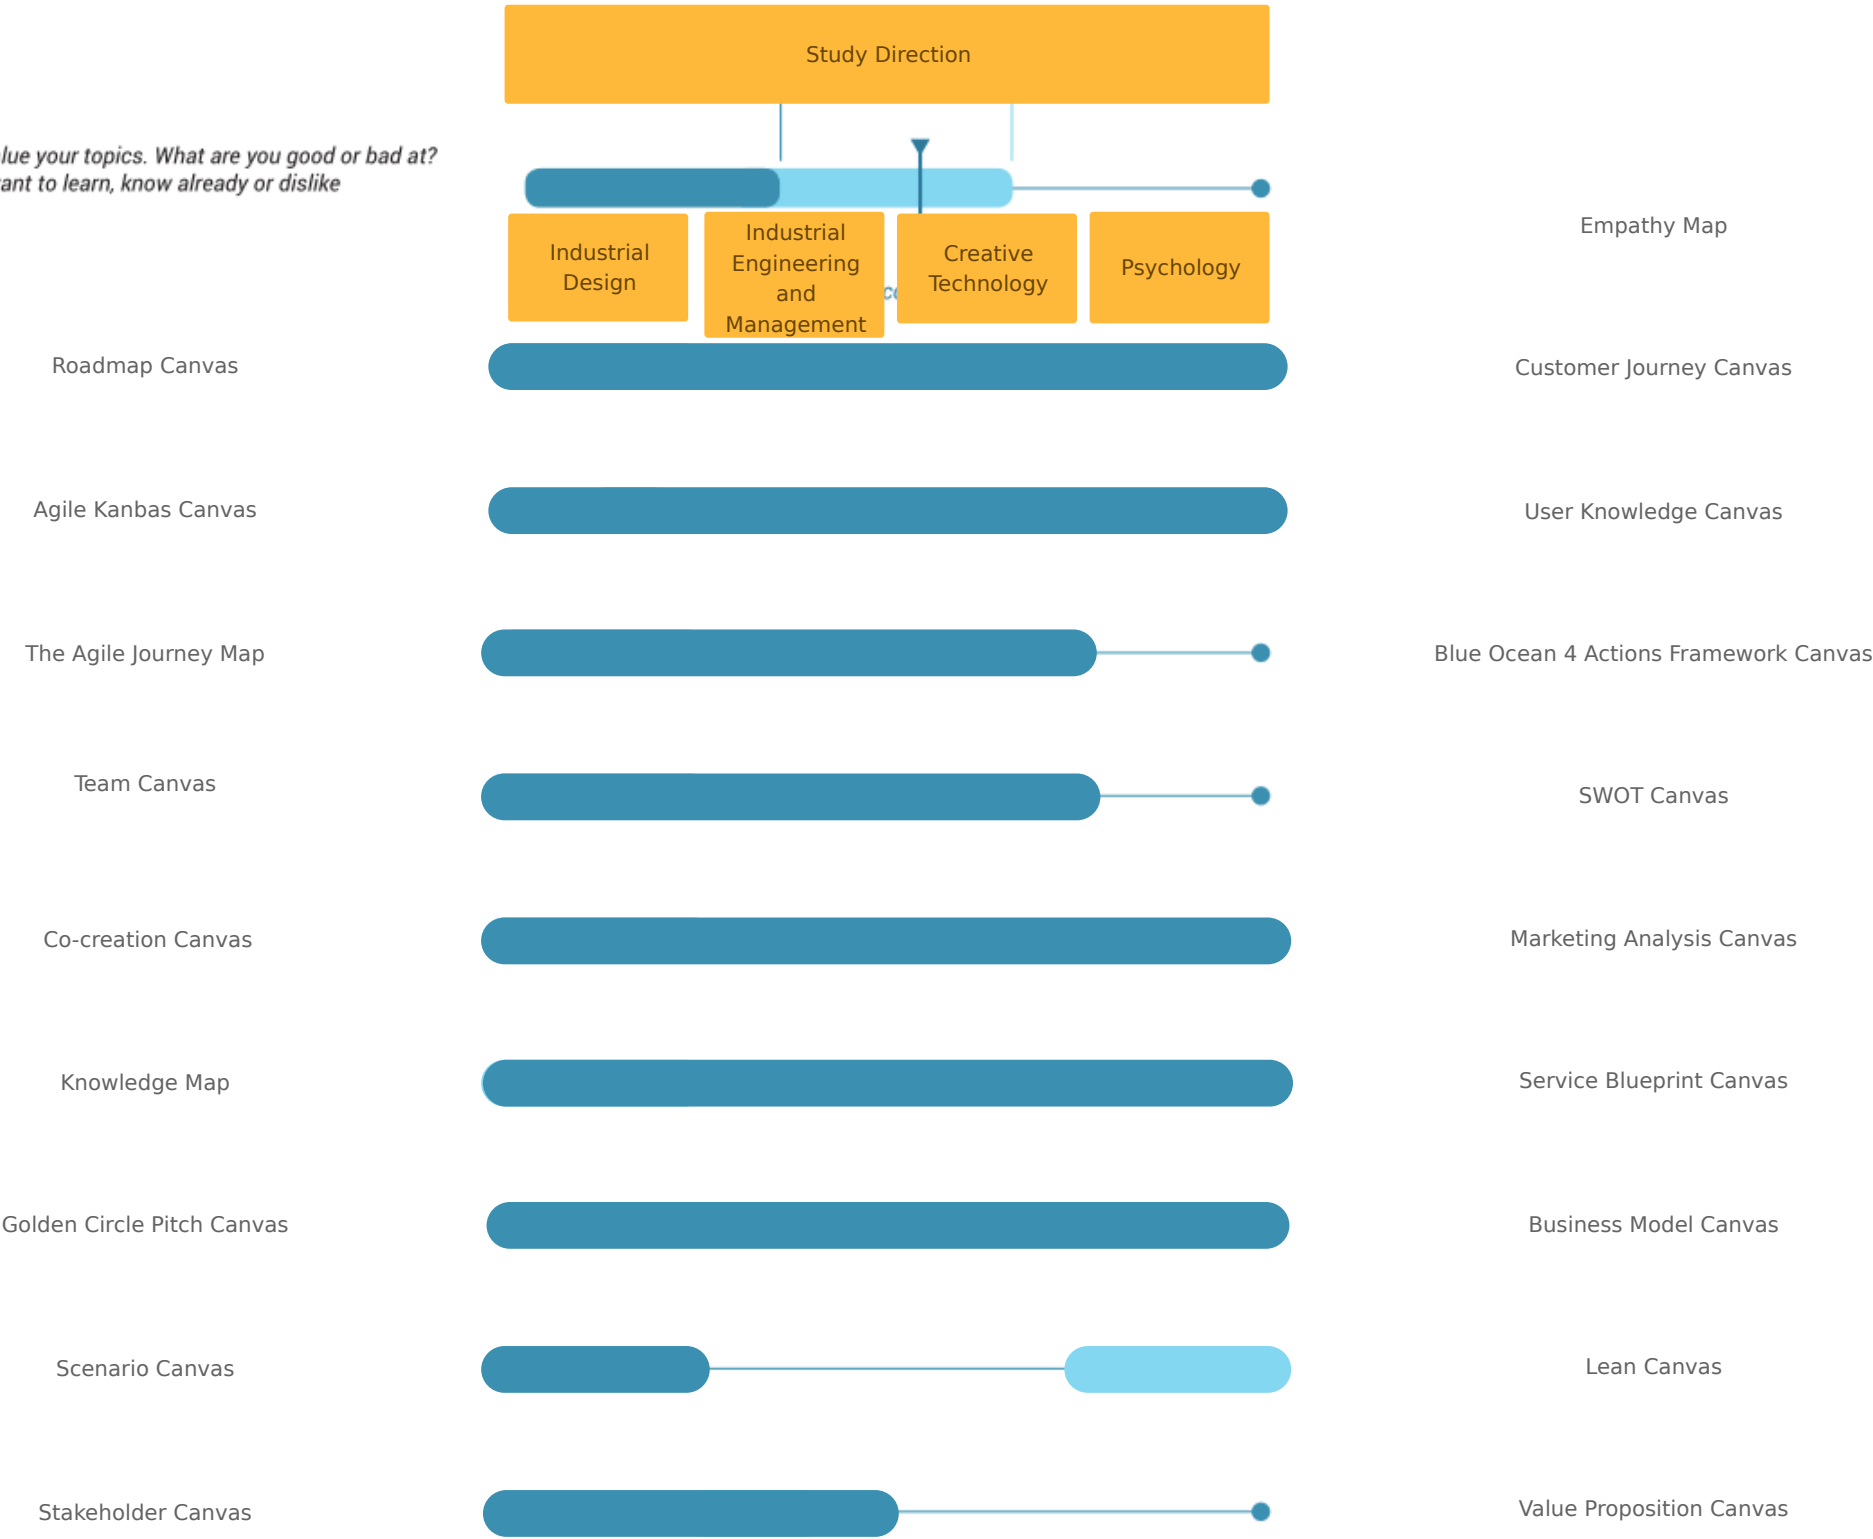 Study Direction
your topics. What are you good or bad at?
to learn, know already or dislike
Empathy Map
Industrial
Design
Industrial
Engineering
and
Management
Creative
Technology
Psychology
Roadmap Canvas
Customer Journey Canvas
Agile Kanbas Canvas
User Knowledge Canvas
The Agile Journey Map
Blue Ocean 4 Actions Framework Canvas
Team Canvas
SWOT Canvas
Co-creation Canvas
Marketing Analysis Canvas
Knowledge Map
Service Blueprint Canvas
Golden Circle Pitch Canvas
Business Model Canvas
Scenario Canvas
Lean Canvas
Stakeholder Canvas
Value Proposition Canvas